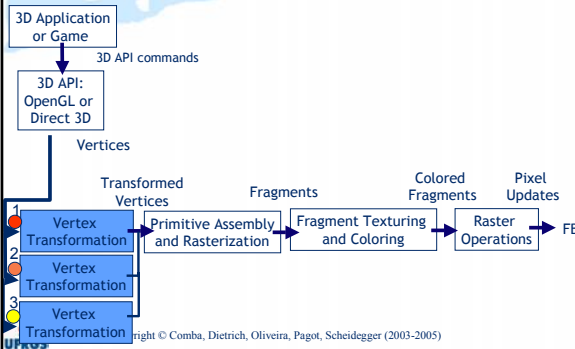 3D Application
or Game
3D API commands
3D API:
OpenGL or
Direct 3D
Vertices
Transformed
Vertices
Fragments
Colored
Fragments
Pixel
Updates
1
Vertex
Transformation
Primitive Assembly
and Rasterization
Fragment Texturing
and Coloring
Raster
Operations
2
Vertex
Transformation
3
Vertex
Transformation
right © Comba, Dietrich, Oliveira, Pagot, Scheidegger (2003-2005)
UFRGS